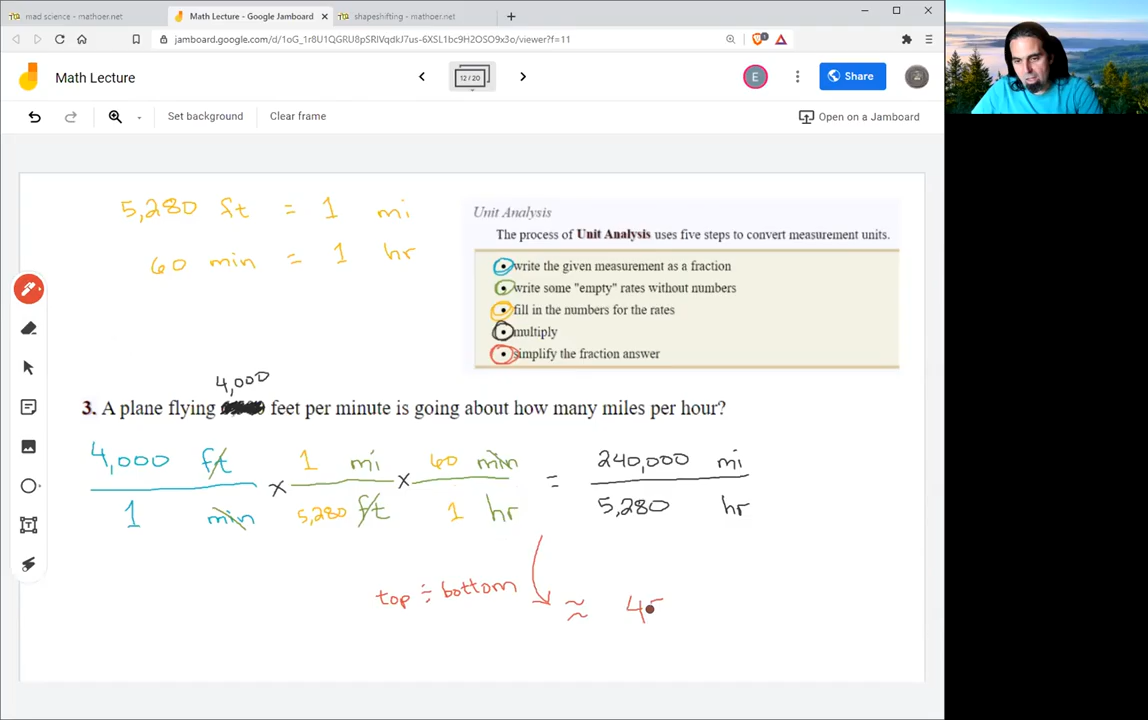 mad science - mathoer.net
Math Lecture - Google Jamboard
shapeshifting - mathoer.net
jamboard.google.com/d/1oG_1r8U1QGRU8pSRlVqdkJ7us-6XSL1bc9H2OSO9x3o/viewer?f=11
Math Lecture
12 / 20
E
Share
Set background
Clear frame
Open on a Jamboard
5,280 ft = 1 mi
60 min = 1 hr
Unit Analysis
The process of Unit Analysis uses five steps to convert measurement units.
• write the given measurement as a fraction
• write some "empty" rates without numbers
• fill in the numbers for the rates
• multiply
• simplify the fraction answer
4,000
3. A plane flying feet per minute is going about how many miles per hour?
4,000 ft 1 mi 60 min 240,000 mi
× × =
1 min 5,280 ft 1 hr 5,280 hr
top ÷ bottom
≈ 45